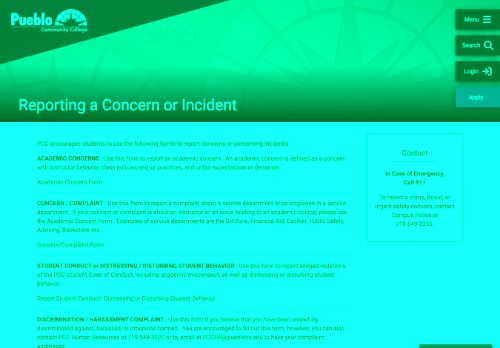 Pueblo
Community College
Menu
Search
Login
Apply
Reporting a Concern or Incident
PCC encourages students to use the following forms to report concerns or concerning incidents.
ACADEMIC CONCERNS : Use this form to report an academic concern. An academic concern is defined as a concern
with instructor behavior, class policies and/or practices, and unfair expectations or demands.
Academic Concern Form
CONCERN / COMPLAINT : Use this form to report a complaint about a service department or an employee in a service
department. If your concern or complaint is about an instructor or an issue relating to an academic course, please use
the Academic Concern Form. Examples of service departments are the GoZone, Financial Aid, Cashier, Public Safety,
Advising, Bookstore, etc.
Concern/Complaint Form
STUDENT CONDUCT or DISTRESSING / DISTURBING STUDENT BEHAVIOR : Use this form to report alleged violations
of the PCC Student Code of Conduct, including academic misconduct, as well as distressing or disturbing student
behavior.
Report Student Conduct/ Distressing or Disturbing Student Behavior
DISCRIMINATION / HARASSMENT COMPLAINT : Use this form if you believe that you have been unlawfully
discriminated against, harassed, or otherwise harmed. You are encouraged to fill out this form; however, you can also
contact PCC Human Resources at 719.549.3220 or by email at PCCHR@pueblocc.edu to have your complaint
addressed.
Contact
In Case of Emergency,
Call 911
To report a crime, threat, or
urgent safety concern, contact
Campus Police at
719.549.3355